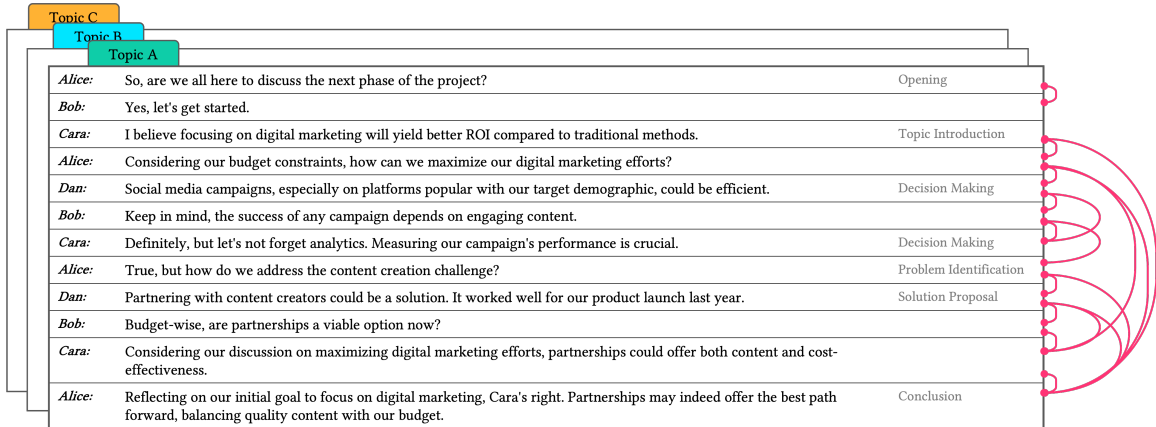 Topic C
Topic B
Topic A
Alice: So, are we all here to discuss the next phase of the project? Opening
Bob: Yes, let's get started.
Cara: I believe focusing on digital marketing will yield better ROI compared to traditional methods. Topic Introduction
Alice: Considering our budget constraints, how can we maximize our digital marketing efforts?
Dan: Social media campaigns, especially on platforms popular with our target demographic, could be efficient. Decision Making
Bob: Keep in mind, the success of any campaign depends on engaging content.
Cara: Definitely, but let's not forget analytics. Measuring our campaign's performance is crucial. Decision Making
Alice: True, but how do we address the content creation challenge? Problem Identification
Dan: Partnering with content creators could be a solution. It worked well for our product launch last year. Solution Proposal
Bob: Budget-wise, are partnerships a viable option now?
Cara: Considering our discussion on maximizing digital marketing efforts, partnerships could offer both content and cost-
effectiveness.
Alice: Reflecting on our initial goal to focus on digital marketing, Cara's right. Partnerships may indeed offer the best path Conclusion
forward, balancing quality content with our budget.